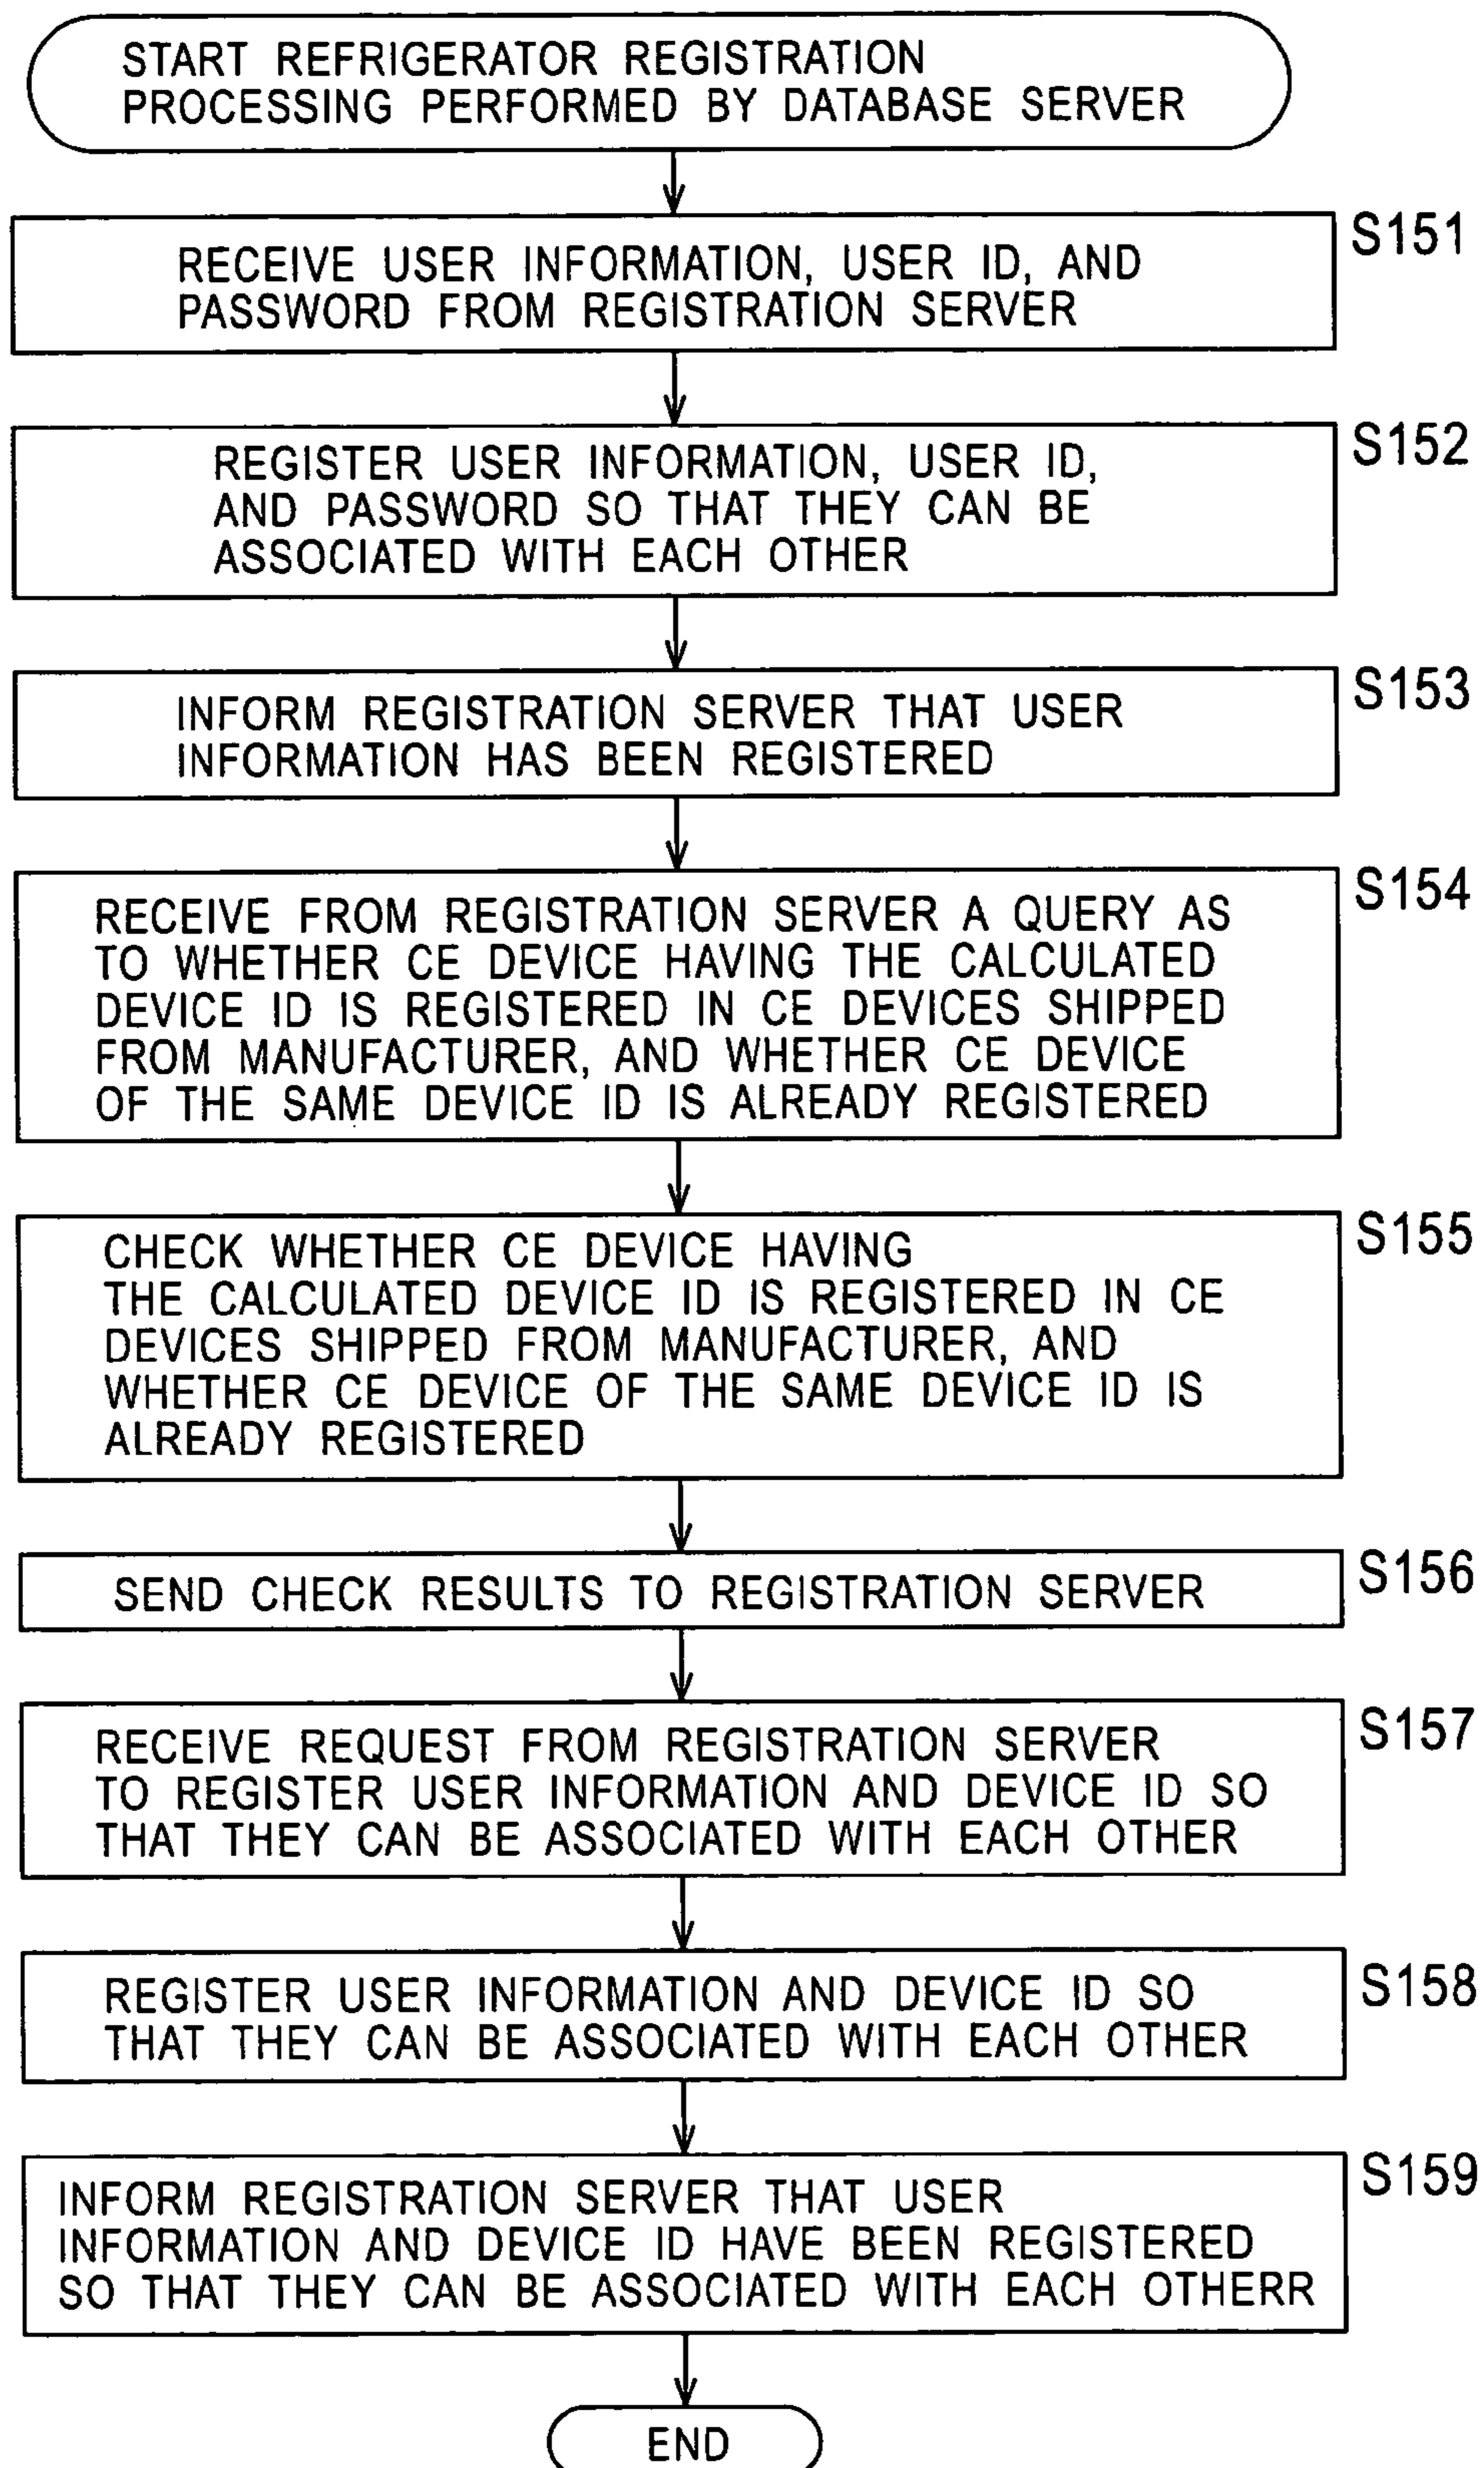 START REFRIGERATOR REGISTRATION
PROCESSING PERFORMED BY DATABASE SERVER
S151
RECEIVE USER INFORMATION, USER ID, AND
PASSWORD FROM REGISTRATION SERVER
S152
REGISTER USER INFORMATION, USER ID,
AND PASSWORD SO THAT THEY CAN BE
ASSOCIATED WITH EACH OTHER
S153
INFORM REGISTRATION SERVER THAT USER
INFORMATION HAS BEEN REGISTERED
S154
RECEIVE FROM REGISTRATION SERVER A QUERY AS
TO WHETHER CE DEVICE HAVING THE CALCULATED
DEVICE ID IS REGISTERED IN CE DEVICES SHIPPED
FROM MANUFACTURER, AND WHETHER CE DEVICE
OF THE SAME DEVICE ID IS ALREADY REGISTERED
S155
CHECK WHETHER CE DEVICE HAVING
THE CALCULATED DEVICE ID IS REGISTERED IN CE
DEVICES SHIPPED FROM MANUFACTURER, AND
WHETHER CE DEVICE OF THE SAME DEVICE ID IS
ALREADY REGISTERED
S156
SEND CHECK RESULTS TO REGISTRATION SERVER
S157
RECEIVE REQUEST FROM REGISTRATION SERVER
TO REGISTER USER INFORMATION AND DEVICE ID SO
THAT THEY CAN BE ASSOCIATED WITH EACH OTHER
S158
REGISTER USER INFORMATION AND DEVICE ID SO
THAT THEY CAN BE ASSOCIATED WITH EACH OTHER
S159
INFORM REGISTRATION SERVER THAT USER
INFORMATION AND DEVICE ID HAVE BEEN REGISTERED
SO THAT THEY CAN BE ASSOCIATED WITH EACH OTHERR
END